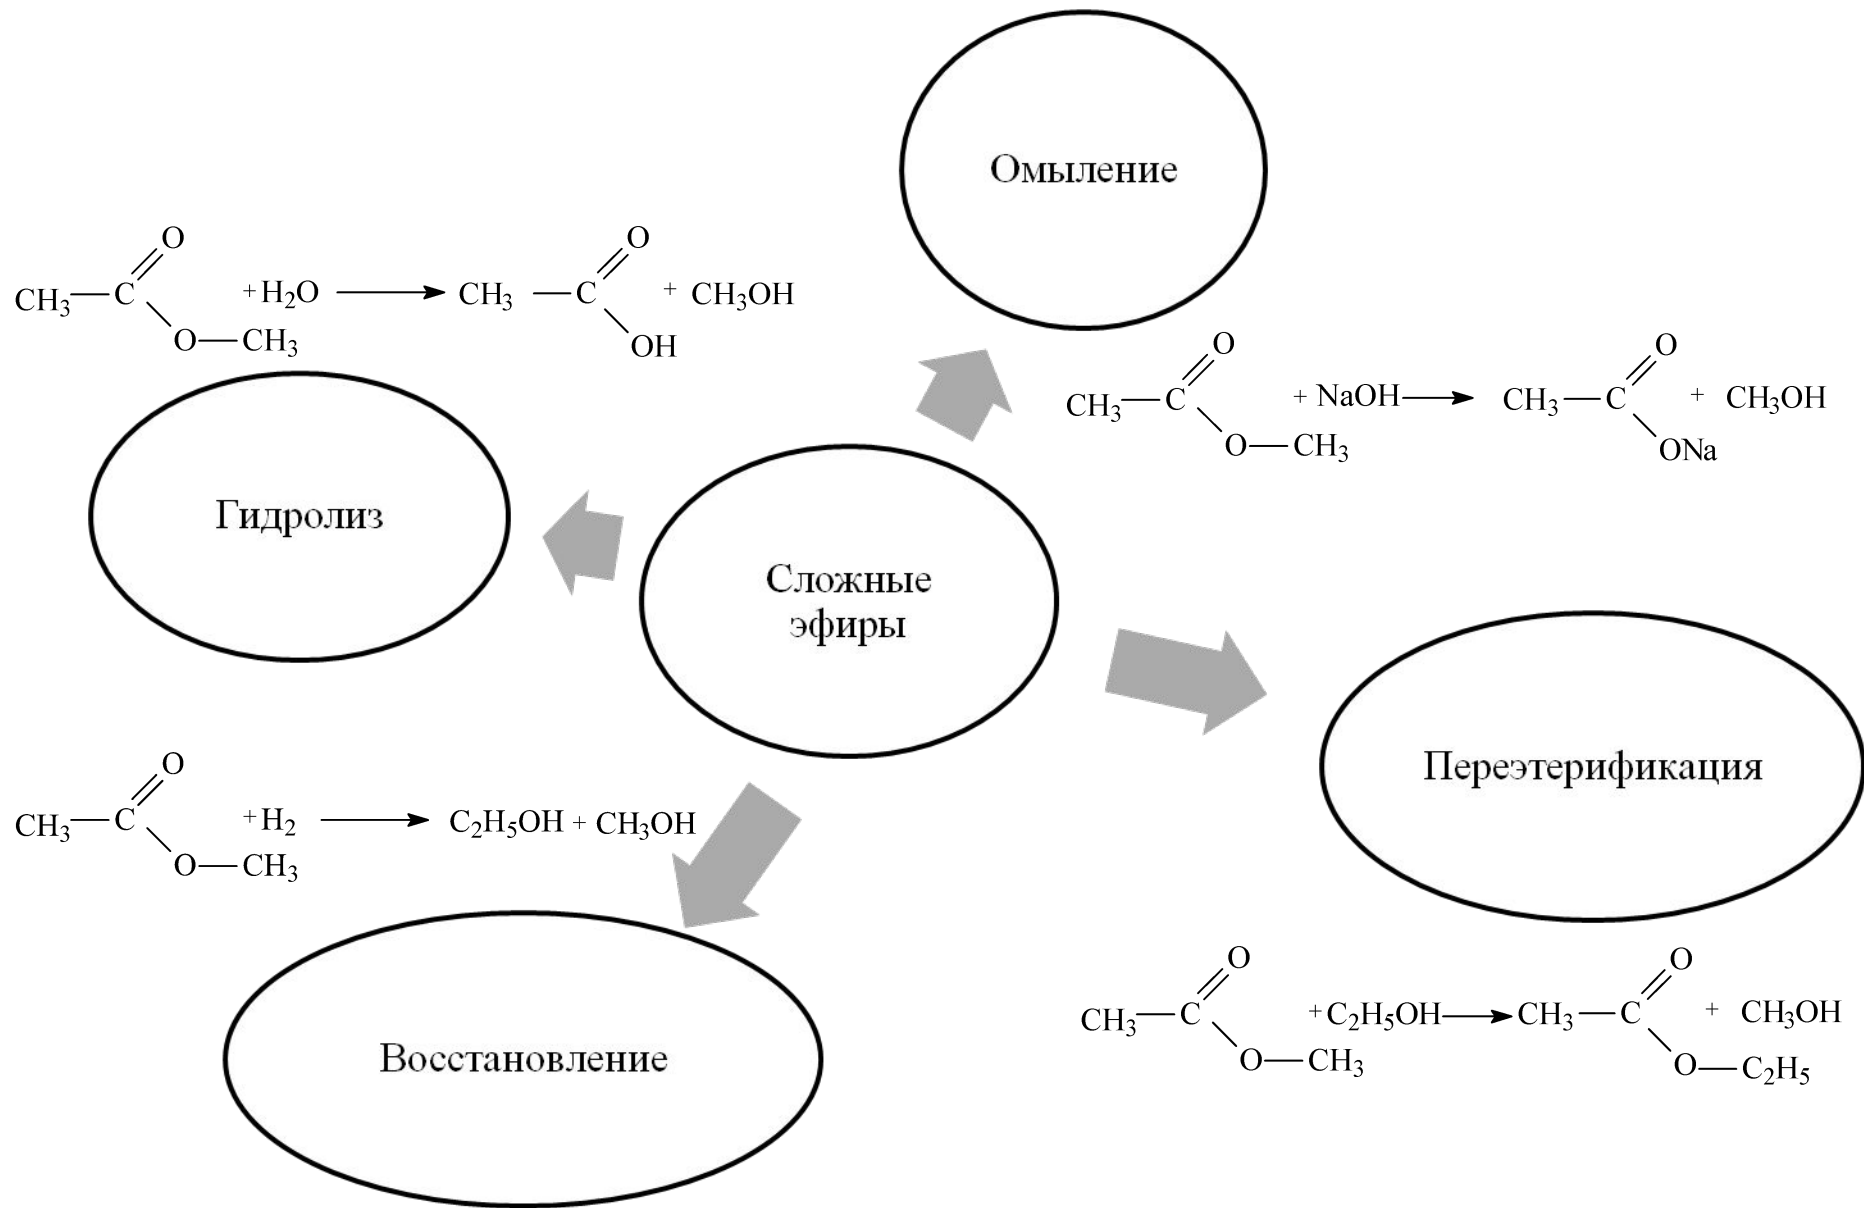 Омыление
O
CH3 C + H2O CH3 C + CH3OH
O CH3 OH
O
Гидролиз
O
CH3 C + NaOH CH3 C + CH3OH
O CH3 ONa
O
Сложные
эфиры
Переэтерификация
O
CH3 C + H2 C2H5OH + CH3OH
O CH3
Восстановление
O O
CH3 C + C2H5OH CH3 C + CH3OH
O CH3 O C2H5